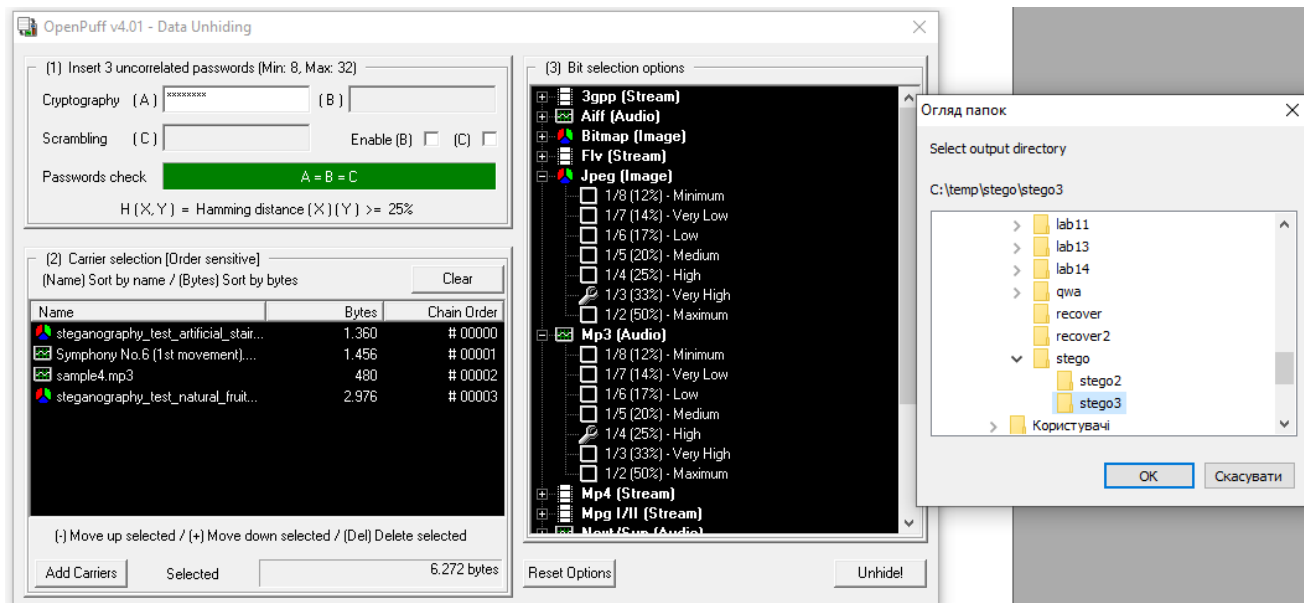 OpenPuff v4.01 - Data Unhiding
(1) Insert 3 uncorrelated passwords (Min: 8, Max: 32)
Cryptography (A) ******** (B)
Scrambling (C) Enable (B) (C)
Passwords check A = B = C
H (X, Y) = Hamming distance (X) (Y) >= 25%
(2) Carrier selection [Order sensitive]
(Name) Sort by name / (Bytes) Sort by bytes
Clear
Name Bytes Chain Order
steganography_test_artificial_stair... 1.360 # 00000
Symphony No.6 (1st movement).... 1.456 # 00001
sample4.mp3 480 # 00002
steganography_test_natural_fruit... 2.976 # 00003
(-) Move up selected / (+) Move down selected / (Del) Delete selected
Add Carriers Selected 6.272 bytes
(3) Bit selection options
3gpp (Stream)
Aiff (Audio)
Bitmap (Image)
Flv (Stream)
Jpeg (Image)
1/8 (12%) - Minimum
1/7 (14%) - Very Low
1/6 (17%) - Low
1/5 (20%) - Medium
1/4 (25%) - High
1/3 (33%) - Very High
1/2 (50%) - Maximum
Mp3 (Audio)
1/8 (12%) - Minimum
1/7 (14%) - Very Low
1/6 (17%) - Low
1/5 (20%) - Medium
1/4 (25%) - High
1/3 (33%) - Very High
1/2 (50%) - Maximum
Mp4 (Stream)
Mpg I/II (Stream)
Next/Sun (Audio)
Reset Options Unhide!
Огляд папок
Select output directory
C:\temp\stego\stego3
lab11
lab13
lab14
qwa
recover
recover2
stego
stego2
stego3
Користувачі
OK Скасувати